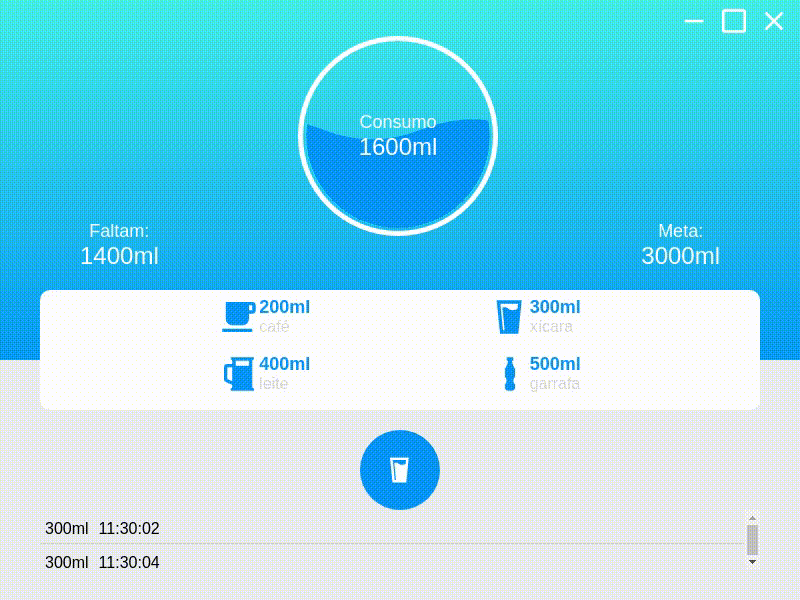 Consumo
1600ml
Faltam:
1400ml
Meta:
3000ml
200ml
café
300ml
xícara
400ml
leite
500ml
garrafa
300ml 11:30:02
300ml 11:30:04